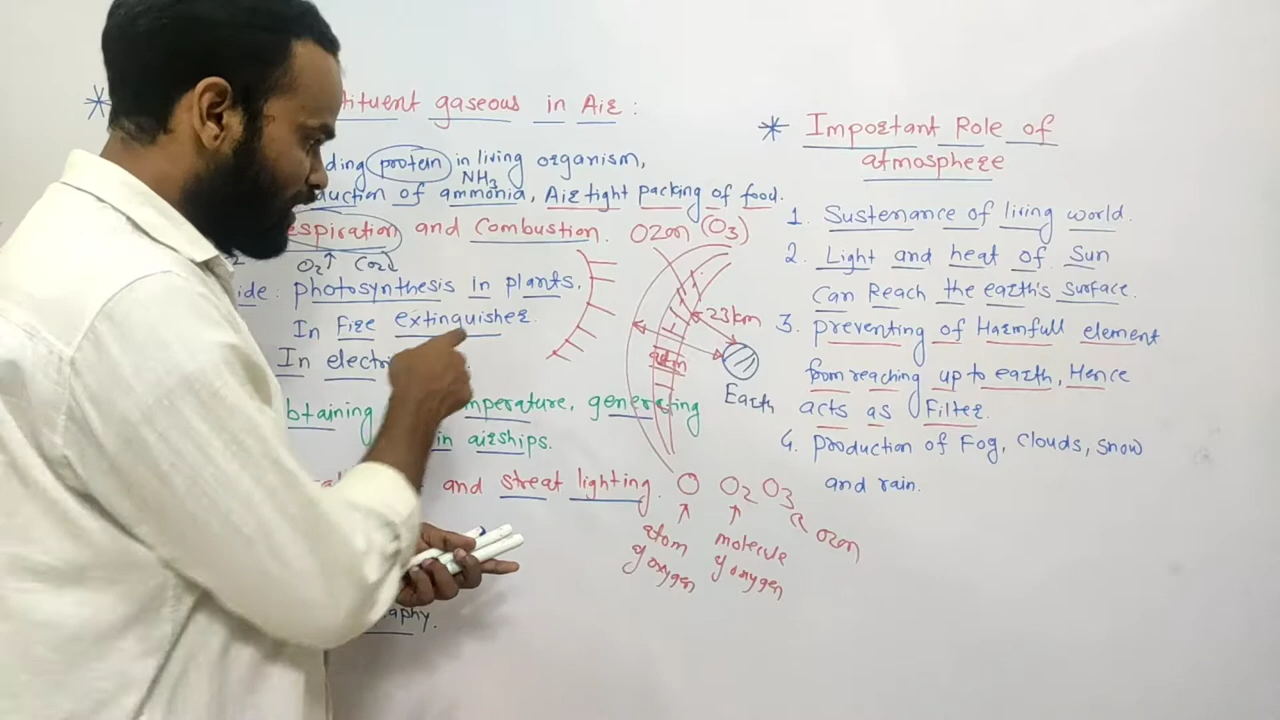 * tituent gaseous in Air :
ding protein in living organism,
NH3
duction of ammonia, Air tight packing of food.
espiration and Combustion.
O2↑
ide : photosynthesis in plants.
In Fire extinguisher.
In electri
btaining mperature, generating
in airships.
and streat lighting.
aphy.
Ozon (O3)
23km
Earth
O O2 O3
atom of oxygen
molecule of oxygen
ozon
* Important Role of
atmosphere
1. Sustenance of living world.
2. Light and heat of Sun
Can Reach the earth's surface.
3. preventing of Harmfull element
from reaching up to earth, Hence
acts as Filter.
4. production of Fog, clouds, snow
and rain.